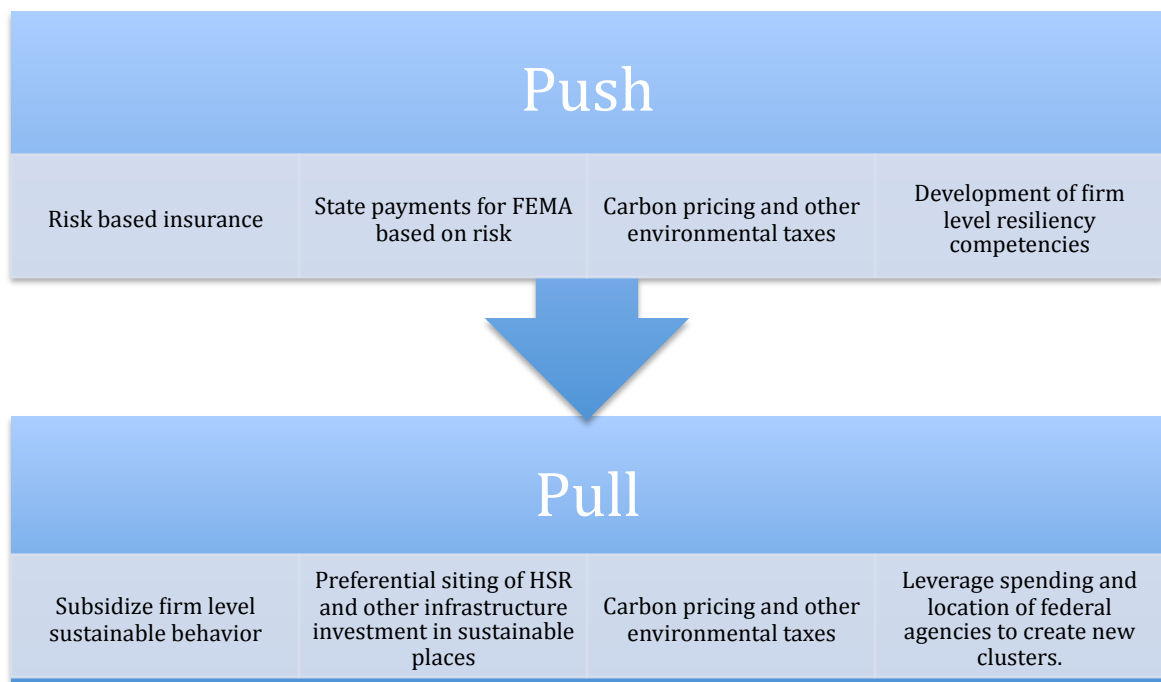 Push
Risk based insurance
State payments for FEMA
based on risk
Carbon pricing and other
environmental taxes
Development of firm
level resiliency
competencies
Pull
Subsidize firm level
sustainable behavior
Preferential siting of HSR
and other infrastructure
investment in sustainable
places
Carbon pricing and other
environmental taxes
Leverage spending and
location of federal
agencies to create new
clusters.